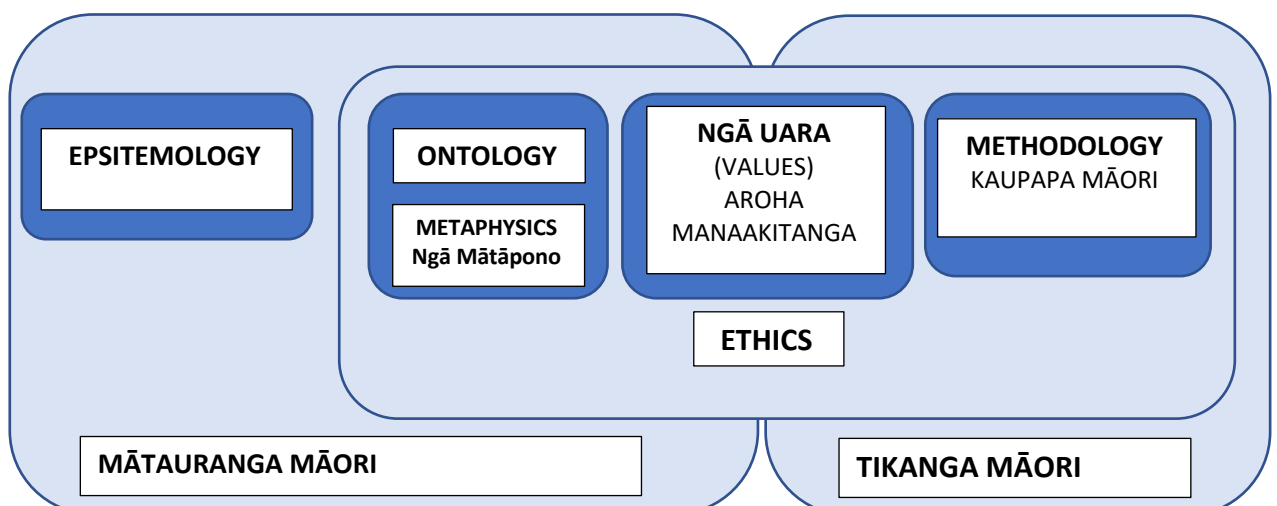 EPSITEMOLOGY
ONTOLOGY
METAPHYSICS
Ngā Mātāpono
NGĀ UARA
(VALUES)
AROHA
MANAAKITANGA
METHODOLOGY
KAUPAPA MĀORI
ETHICS
MĀTAURANGA MĀORI
TIKANGA MĀORI